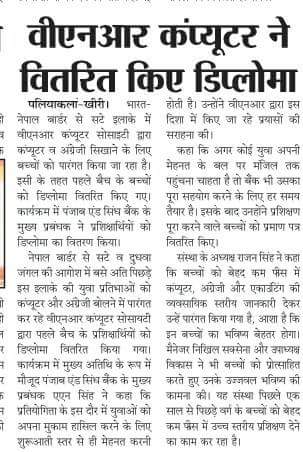 वीएनआर कंप्यूटर ने
वितरित किए डिप्लोमा
पलियाकलां-खीरी। भारत-
नेपाल बार्डर से सटे इलाके में
वीएनआर कंप्यूटर सोसाइटी द्वारा
कंप्यूटर व अंग्रेजी सिखाने के लिए
बच्चों को पारंगत किया जा रहा है।
इसी के तहत पहले बैच के बच्चों
को डिप्लोमा वितरित किए गए।
कार्यक्रम में पंजाब एंड सिंध बैंक के
मुख्य प्रबन्धक ने प्रशिक्षार्थियों को
डिप्लोमा का वितरण किया।
नेपाल बार्डर से सटे व दुधवा
जंगल की आगोश में बसे अति पिछड़े
इस इलाके की युवा प्रतिभाओं को
कंप्यूटर और अंग्रेजी बोलने में पारंगत
कर रहे वीएनआर कंप्यूटर सोसायटी
द्वारा पहले बैच के प्रशिक्षार्थियों को
डिप्लोमा वितरित किया गया।
कार्यक्रम में मुख्य अतिथि के रूप में
मौजूद पंजाब एंड सिंध बैंक के मुख्य
प्रबंधक एएन सिंह ने कहा कि
प्रतियोगिता के इस दौर में युवाओं को
अपना मुकाम हासिल करने के लिए
शुरूआती स्तर से ही मेहनत करनी
होती है। उन्होंने वीएनआर द्वारा इस
दिशा में किए जा रहे प्रयासों की
सराहना की।
कहा कि अगर कोई युवा अपनी
मेहनत के बल पर मंजिल तक
पहुंचना चाहता है तो बैंक भी उसका
पूरा सहयोग करने के लिए हर समय
तैयार है। इसके बाद उन्होंने प्रशिक्षण
पूरा करने वाले बच्चों को प्रमाण पत्र
वितरित किए।
संस्था के अध्यक्ष राजन सिंह ने कहा
कि बच्चों को बेहद कम फीस में
कंप्यूटर, अंग्रेजी और एकाउंटिंग की
व्यवसायिक स्तरीय जानकारी देकर
उन्हें पारंगत किया गया है, आशा है कि
इन बच्चों का भविष्य बेहतर होगा।
मैनेजर निखिल सक्सेना और उपाध्यक्ष
विकास ने भी बच्चों को प्रोत्साहित
करते हुए उनके उज्जवल भविष्य की
कामना की। यह संस्था पिछले एक
साल से पिछड़े वर्ग के बच्चों को बेहद
कम फीस में उच्च स्तरीय प्रशिक्षण देने
का काम कर रहा है।